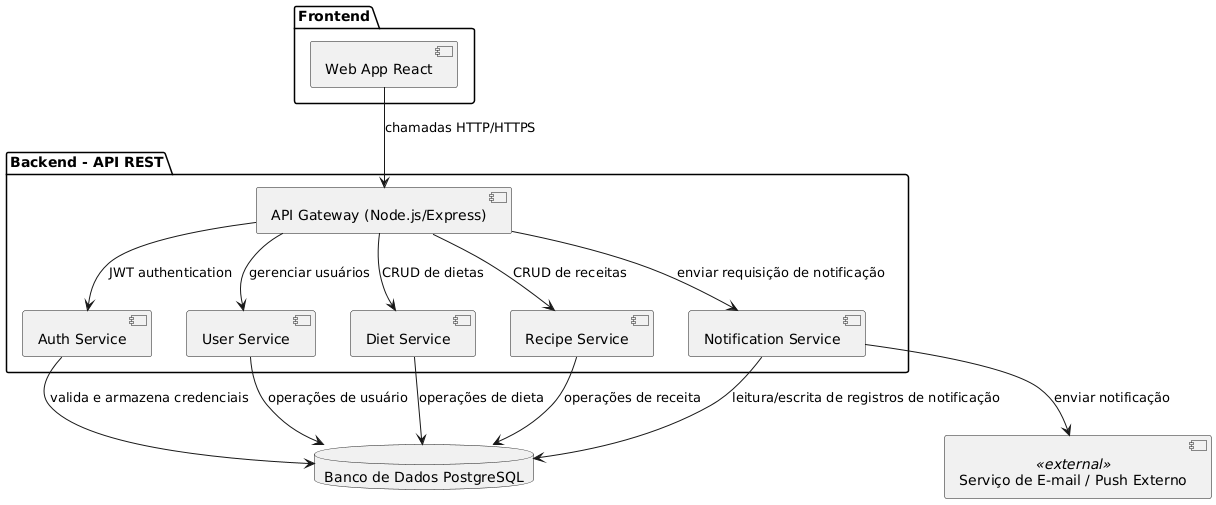 Frontend
Web App React
chamadas HTTP/HTTPS
Backend - API REST
API Gateway (Node.js/Express)
JWT authentication
gerenciar usuários
CRUD de dietas
CRUD de receitas
enviar requisição de notificação
Auth Service
User Service
Diet Service
Recipe Service
Notification Service
valida e armazena credenciais
operações de usuário
operações de dieta
operações de receita
leitura/escrita de registros de notificação
enviar notificação
Banco de Dados PostgreSQL
«external»
Serviço de E-mail / Push Externo